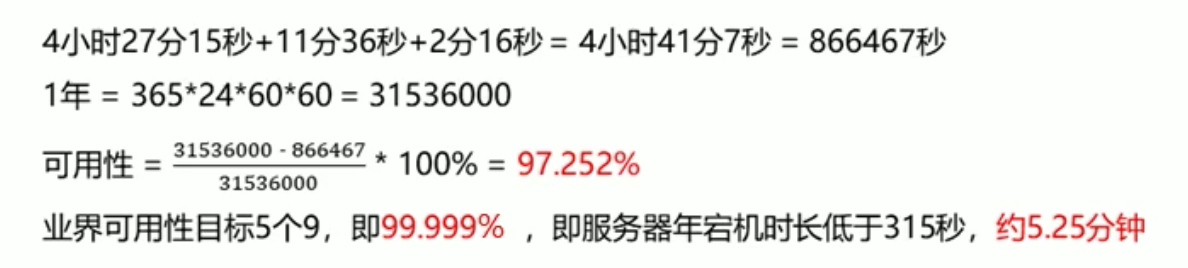 4小时27分15秒+11分36秒+2分16秒 = 4小时41分7秒 = 866467秒
1年 = 365*24*60*60 = 31536000
可用性 = (31536000 - 866467) / 31536000 * 100% = 97.252%
业界可用性目标5个9，即99.999% ，即服务器年宕机时长低于315秒，约5.25分钟